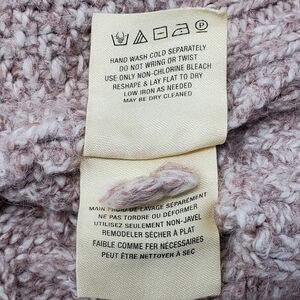 HAND WASH COLD SEPARATELY
DO NOT WRING OR TWIST
USE ONLY NON-CHLORINE BLEACH
RESHAPE & LAY FLAT TO DRY
LOW IRON AS NEEDED
MAY BE DRY CLEANED
MAIN FROID DE LAVAGE SÉPARÉMENT
NE PAS TORDRE OU DÉFORMER
UTILISEZ SEULEMENT NON-JAVEL
REMODELER SÉCHER À PLAT
FAIBLE COMME FER NECESSAIRES
PEUT ÊTRE NETTOYER À SEC